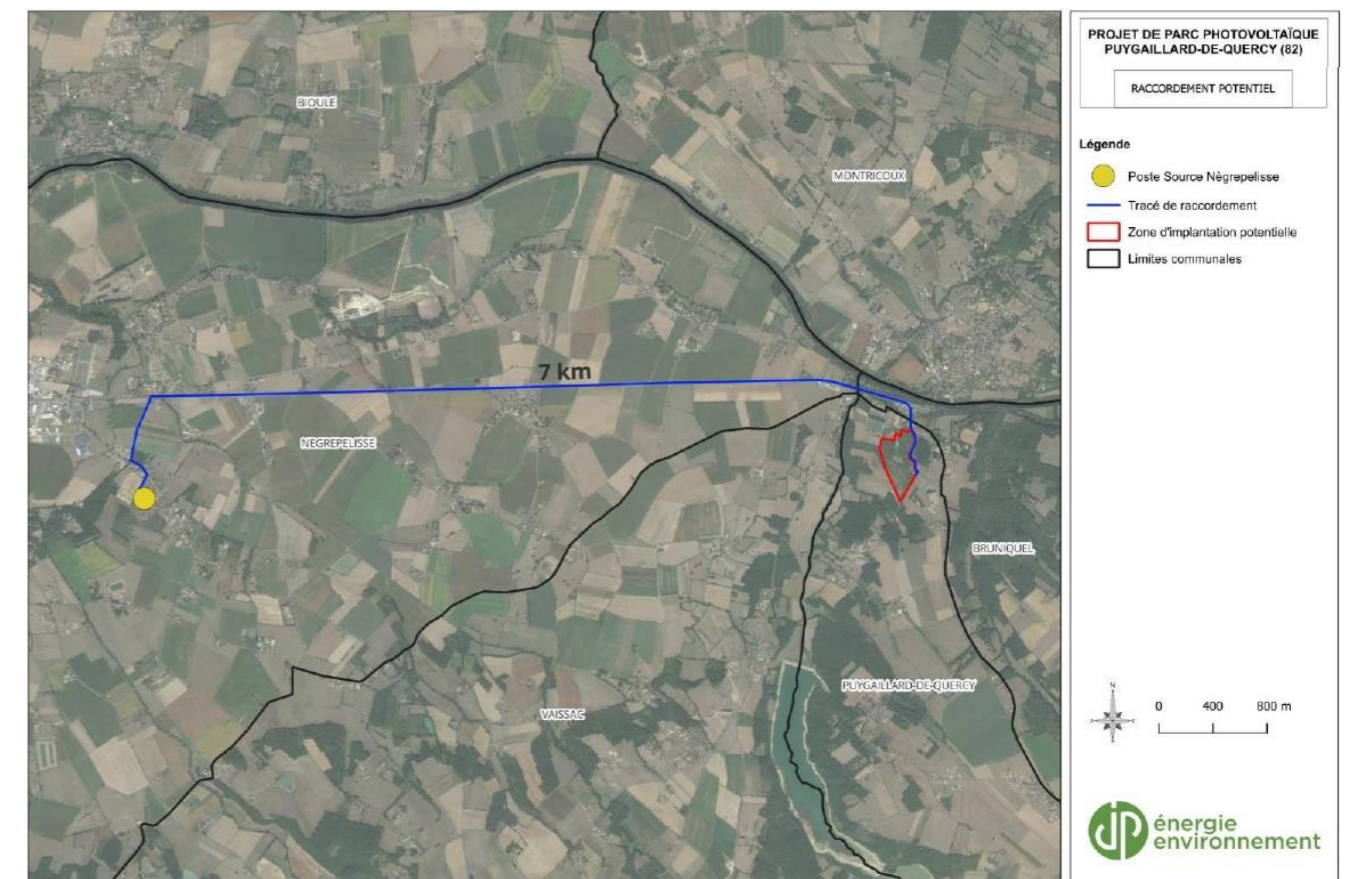 BIOULE
MONTRICOUX
7 km
NEGREPELISSE
BRUNIQUEL
PUYGAILLARD-DE-QUERCY
VAISSAC
PROJET DE PARC PHOTOVOLTAÏQUE
PUYGAILLARD-DE-QUERCY (82)
RACCORDEMENT POTENTIEL
Légende
Poste Source Nègrepelisse
Tracé de raccordement
Zone d'implantation potentielle
Limites communales
N
0 400 800 m
JP énergie
environnement